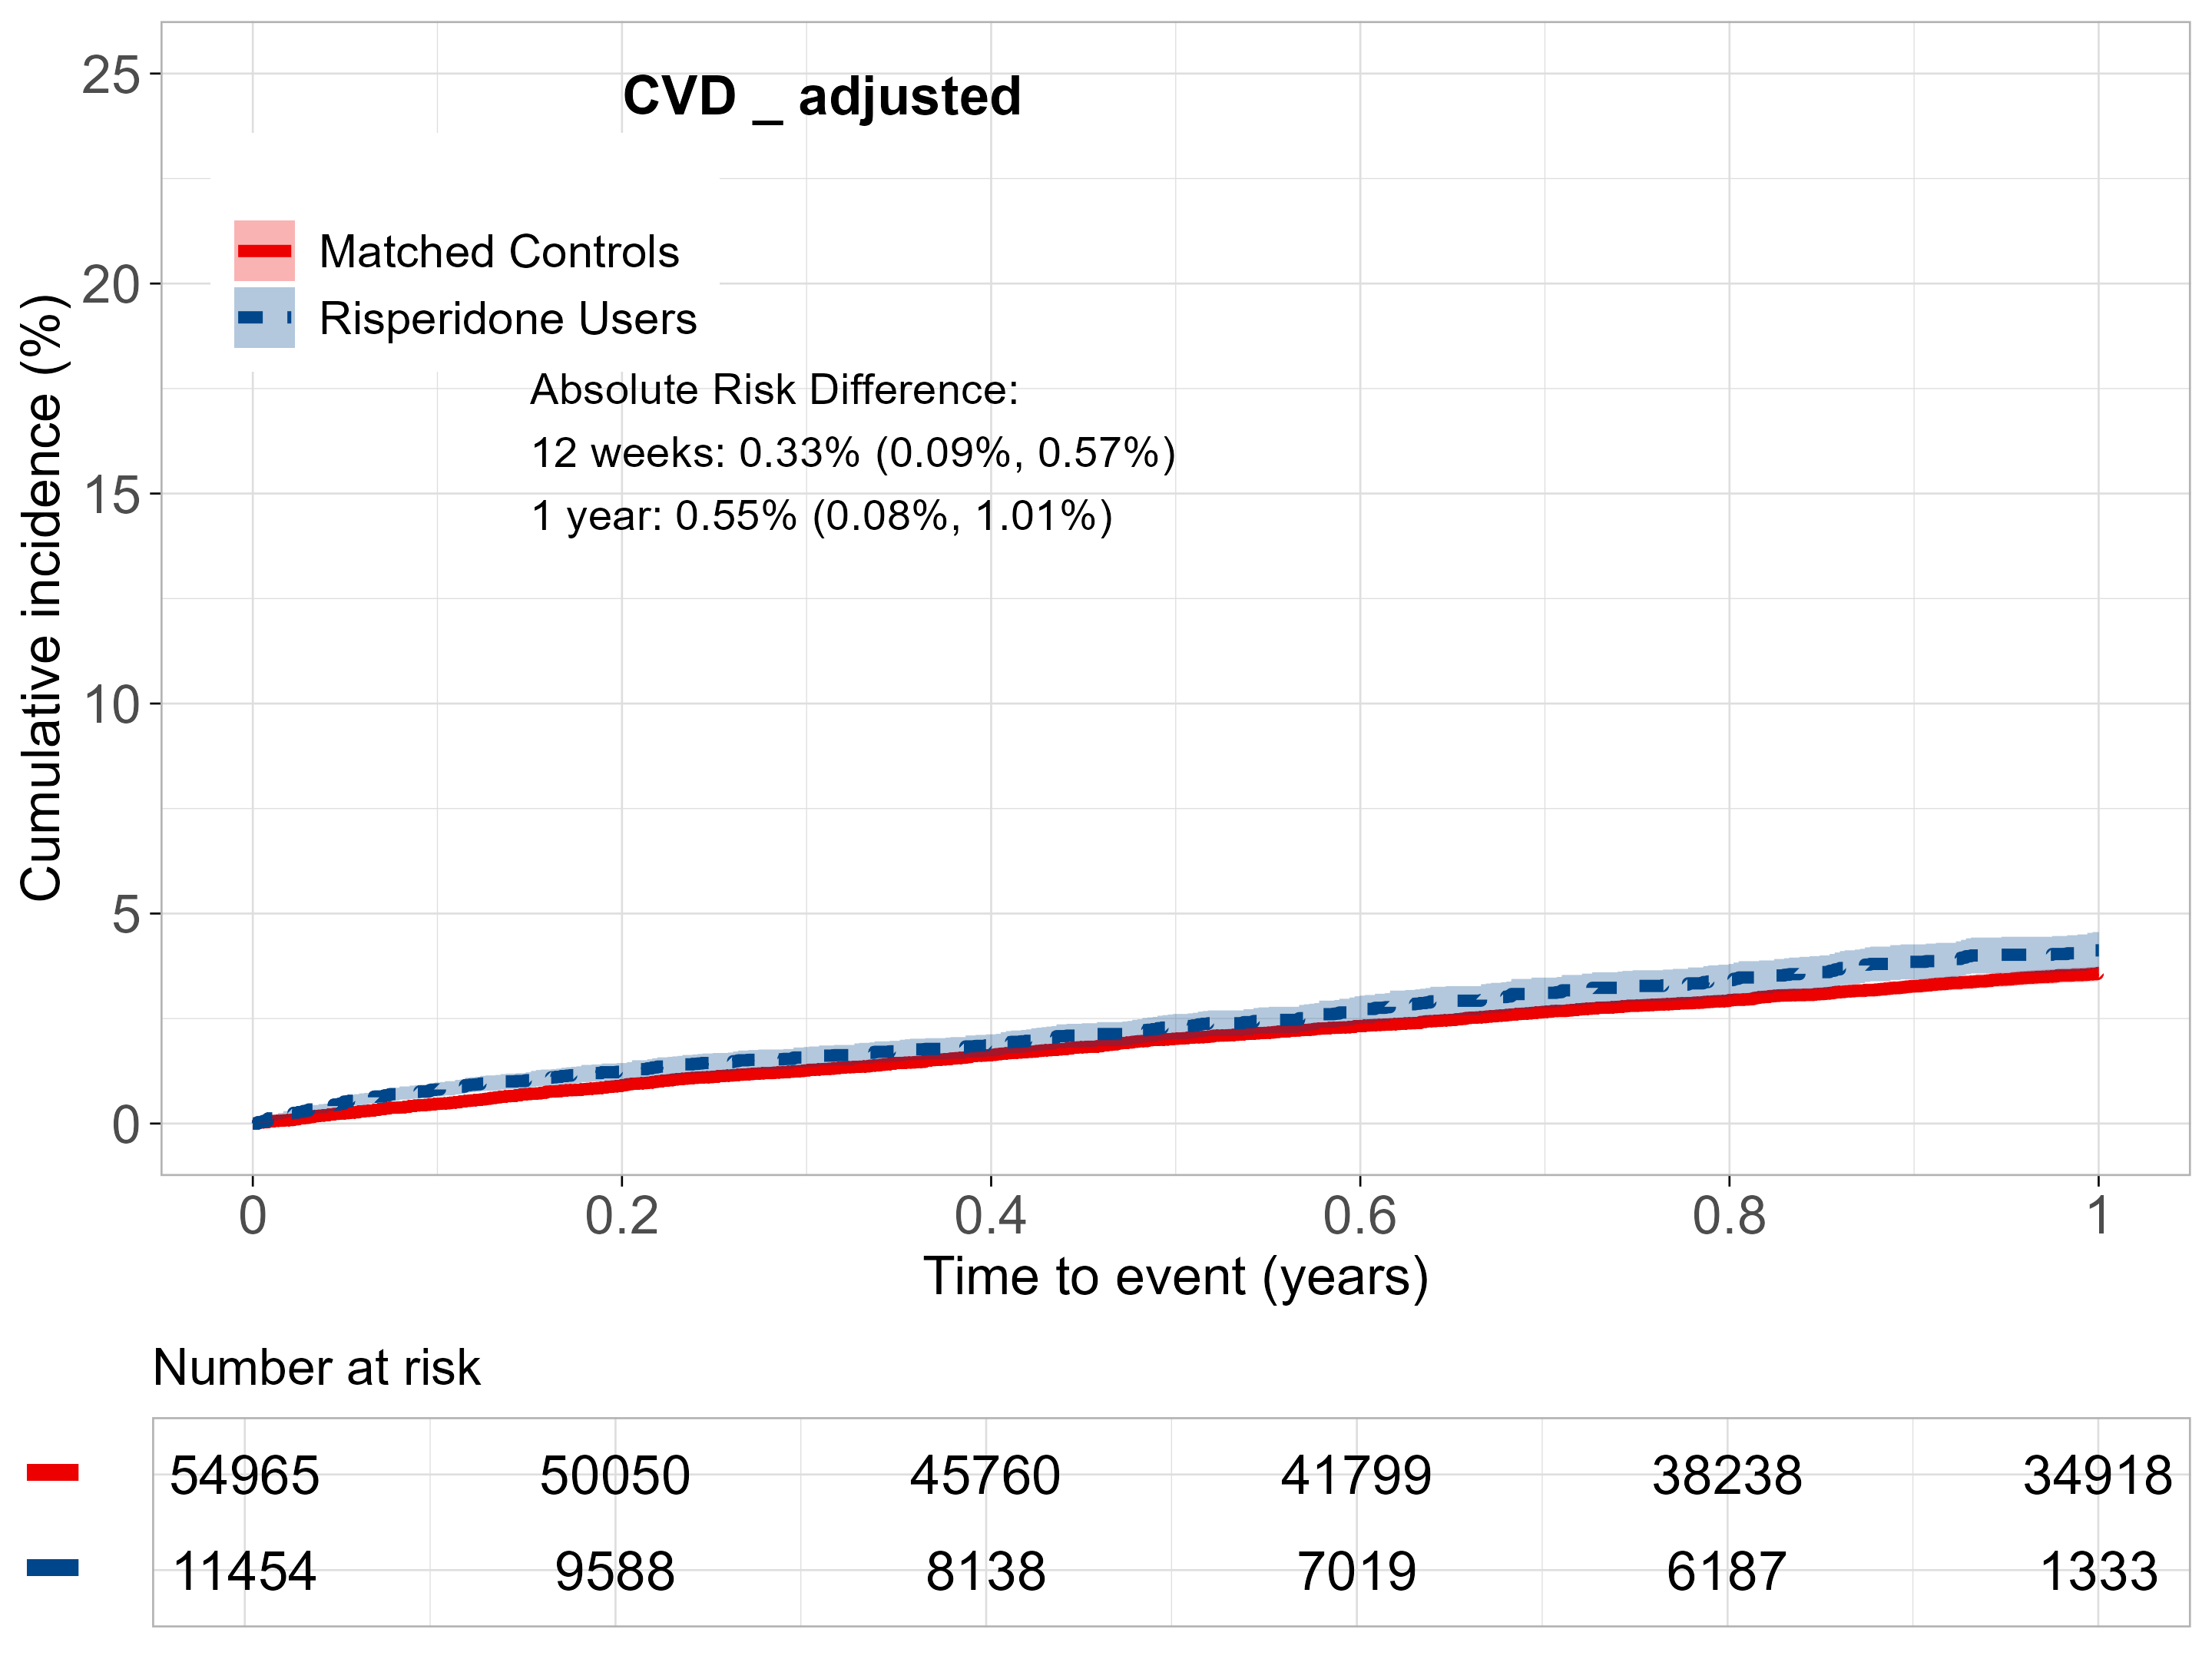 CVD _ adjusted
Matched Controls
Risperidone Users
Absolute Risk Difference:
12 weeks: 0.33% (0.09%, 0.57%)
1 year: 0.55% (0.08%, 1.01%)
Cumulative incidence (%)
25
20
15
10
5
0
0 0.2 0.4 0.6 0.8 1
Time to event (years)
Number at risk
54965 50050 45760 41799 38238 34918
11454 9588 8138 7019 6187 1333